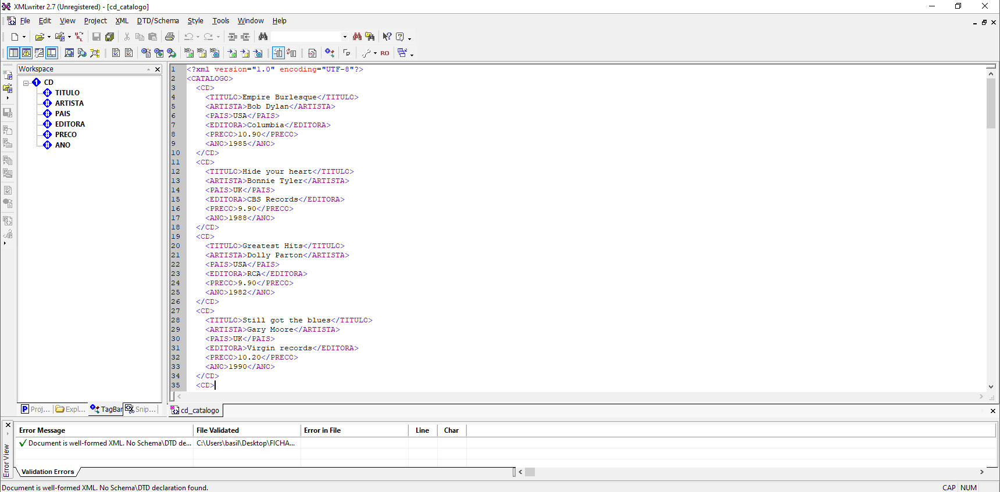 XMLwriter 2.7 (Unregistered) - [cd_catalogo]
File Edit View Project XML DTD/Schema Style Tools Window Help
RO
Workspace
CD
TITULO
ARTISTA
PAIS
EDITORA
PRECO
ANO
Proj... Expl... TagBar Snip...
1 <?xml version="1.0" encoding="UTF-8"?>
2 <CATALOGO>
3 <CD>
4 <TITULO>Empire Burlesque</TITULO>
5 <ARTISTA>Bob Dylan</ARTISTA>
6 <PAIS>USA</PAIS>
7 <EDITORA>Columbia</EDITORA>
8 <PRECO>10.90</PRECO>
9 <ANO>1985</ANO>
10 </CD>
11 <CD>
12 <TITULO>Hide your heart</TITULO>
13 <ARTISTA>Bonnie Tyler</ARTISTA>
14 <PAIS>UK</PAIS>
15 <EDITORA>CBS Records</EDITORA>
16 <PRECO>9.90</PRECO>
17 <ANO>1988</ANO>
18 </CD>
19 <CD>
20 <TITULO>Greatest Hits</TITULO>
21 <ARTISTA>Dolly Parton</ARTISTA>
22 <PAIS>USA</PAIS>
23 <EDITORA>RCA</EDITORA>
24 <PRECO>9.90</PRECO>
25 <ANO>1982</ANO>
26 </CD>
27 <CD>
28 <TITULO>Still got the blues</TITULO>
29 <ARTISTA>Gary Moore</ARTISTA>
30 <PAIS>UK</PAIS>
31 <EDITORA>Virgin records</EDITORA>
32 <PRECO>10.20</PRECO>
33 <ANO>1990</ANO>
34 </CD>
35 <CD>
cd_catalogo
Error View
Error Message File Validated Error in File Line Char
Document is well-formed XML. No Schema\DTD de... C:\Users\basil\Desktop\FICHA...
Validation Errors
Document is well-formed XML. No Schema\DTD declaration found.
CAP NUM